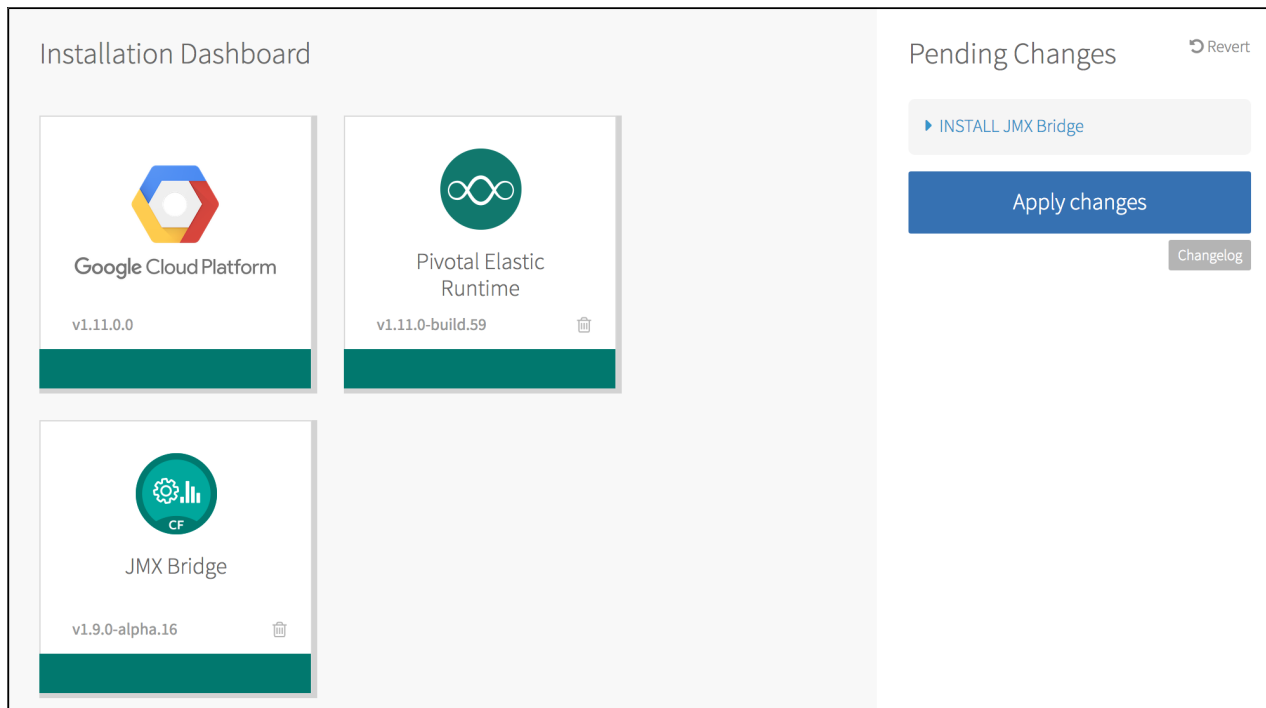 Installation Dashboard
Google Cloud Platform
v1.11.0.0
Pivotal Elastic
Runtime
v1.11.0-build.59
CF
JMX Bridge
v1.9.0-alpha.16
Pending Changes
Revert
INSTALL JMX Bridge
Apply changes
Changelog